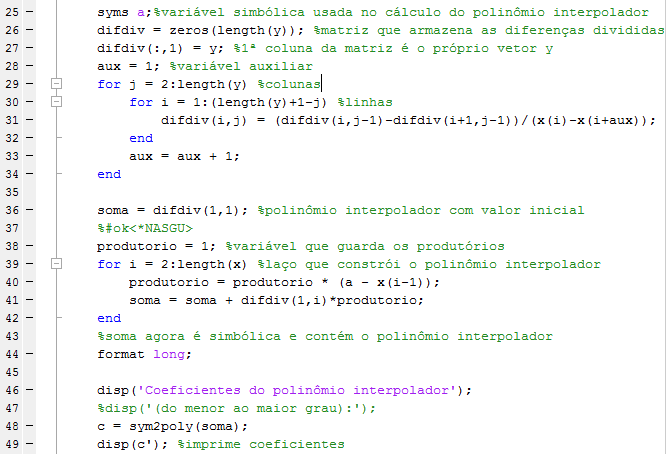 25 syms a;%variável simbólica usada no cálculo do polinômio interpolador
26 difdiv = zeros(length(y)); %matriz que armazena as diferenças divididas
27 difdiv(:,1) = y; %1ª coluna da matriz é o próprio vetor y
28 aux = 1; %variável auxiliar
29 for j = 2:length(y) %colunas
30 for i = 1:(length(y)+1-j) %linhas
31 difdiv(i,j) = (difdiv(i,j-1)-difdiv(i+1,j-1))/(x(i)-x(i+aux));
32 end
33 aux = aux + 1;
34 end
35
36 soma = difdiv(1,1); %polinômio interpolador com valor inicial
37 %#ok<*NASGU>
38 produtorio = 1; %variável que guarda os produtórios
39 for i = 2:length(x) %laço que constrói o polinômio interpolador
40 produtorio = produtorio * (a - x(i-1));
41 soma = soma + difdiv(1,i)*produtorio;
42 end
43 %soma agora é simbólica e contém o polinômio interpolador
44 format long;
45
46 disp('Coeficientes do polinômio interpolador');
47 %disp('(do menor ao maior grau):');
48 c = sym2poly(soma);
49 disp(c'); %imprime coeficientes